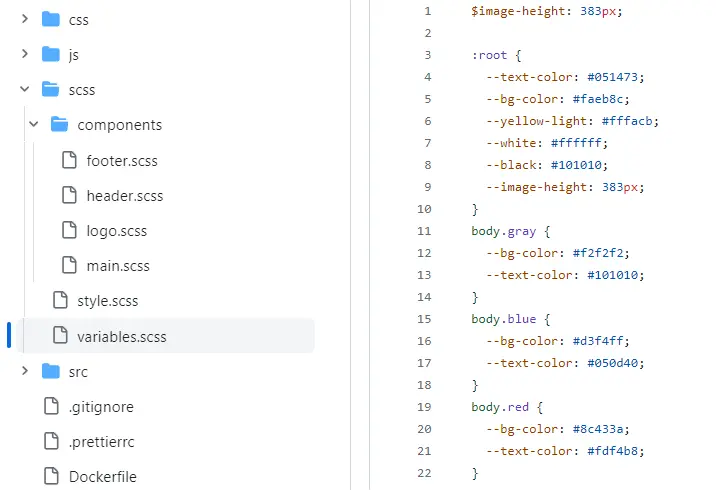 css
js
scss
components
footer.scss
header.scss
logo.scss
main.scss
style.scss
variables.scss
src
.gitignore
.prettierrc
Dockerfile
1 $image-height: 383px;
2
3 :root {
4   --text-color: #051473;
5   --bg-color: #faeb8c;
6   --yellow-light: #fffacb;
7   --white: #ffffff;
8   --black: #101010;
9   --image-height: 383px;
10 }
11 body.gray {
12   --bg-color: #f2f2f2;
13   --text-color: #101010;
14 }
15 body.blue {
16   --bg-color: #d3f4ff;
17   --text-color: #050d40;
18 }
19 body.red {
20   --bg-color: #8c433a;
21   --text-color: #fdf4b8;
22 }